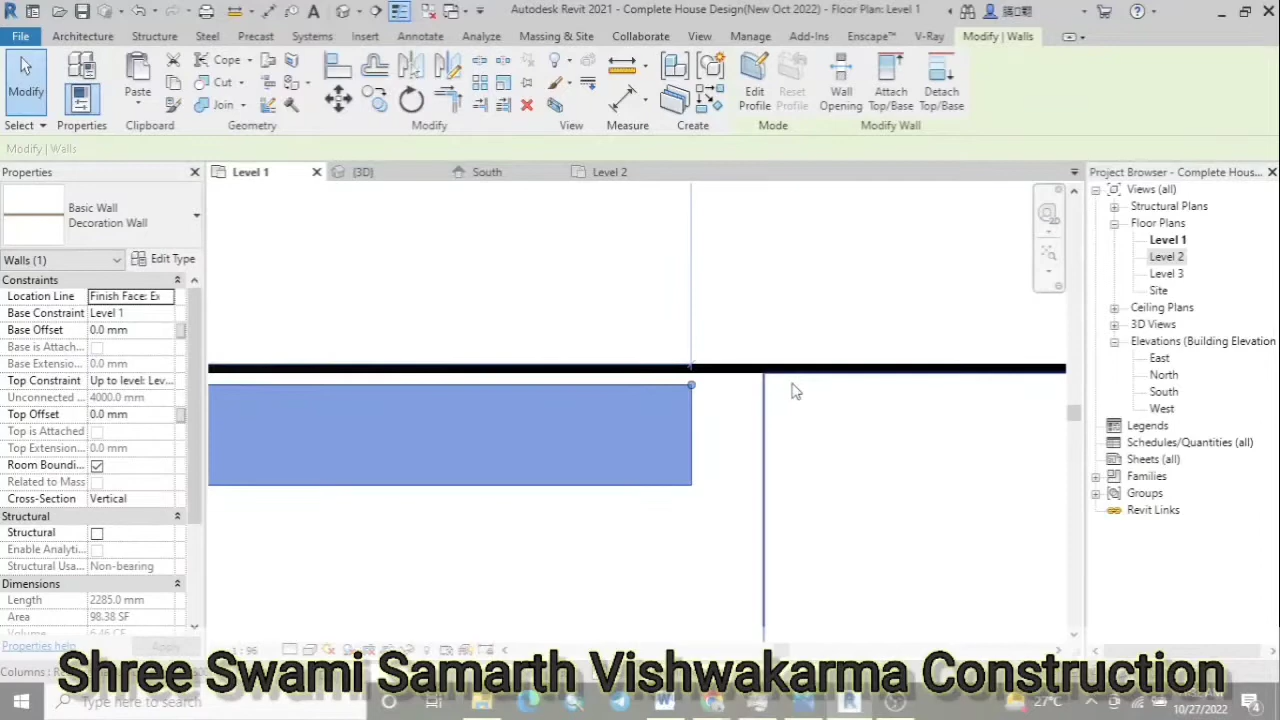 Autodesk Revit 2021 - Complete House Design(New Oct 2022) - Floor Plan: Level 1
File Architecture Structure Steel Precast Systems Insert Annotate Analyze Massing & Site Collaborate View Manage Add-Ins Enscape™ V-Ray Modify | Walls
Modify
Paste
Cope
Cut
Join
Edit Profile
Reset Profile
Wall Opening
Attach Top/Base
Detach Top/Base
Select Properties Clipboard Geometry Modify View Measure Create Mode Modify Wall
Modify | Walls
Properties
Level 1
{3D}
South
Level 2
Project Browser - Complete Hous...
Basic Wall
Decoration Wall
Walls (1)
Edit Type
Constraints
Location Line Finish Face: Ex
Base Constraint Level 1
Base Offset 0.0 mm
Base is Attach...
Base Extensio... 0.0 mm
Top Constraint Up to level: Lev...
Unconnected ... 4000.0 mm
Top Offset 0.0 mm
Top is Attached
Top Extension... 0.0 mm
Room Boundi...
Related to Mass
Cross-Section Vertical
Structural
Structural
Enable Analyti...
Structural Usa... Non-bearing
Dimensions
Length 2285.0 mm
Area 98.38 SF
Properties help
Apply
Views (all)
Structural Plans
Floor Plans
Level 1
Level 2
Level 3
Site
Ceiling Plans
3D Views
Elevations (Building Elevation
East
North
South
West
Legends
Schedules/Quantities (all)
Sheets (all)
Families
Groups
Revit Links
1 : 96
Shree Swami Samarth Vishwakarma Construction
Type here to search
27°C
10/27/2022